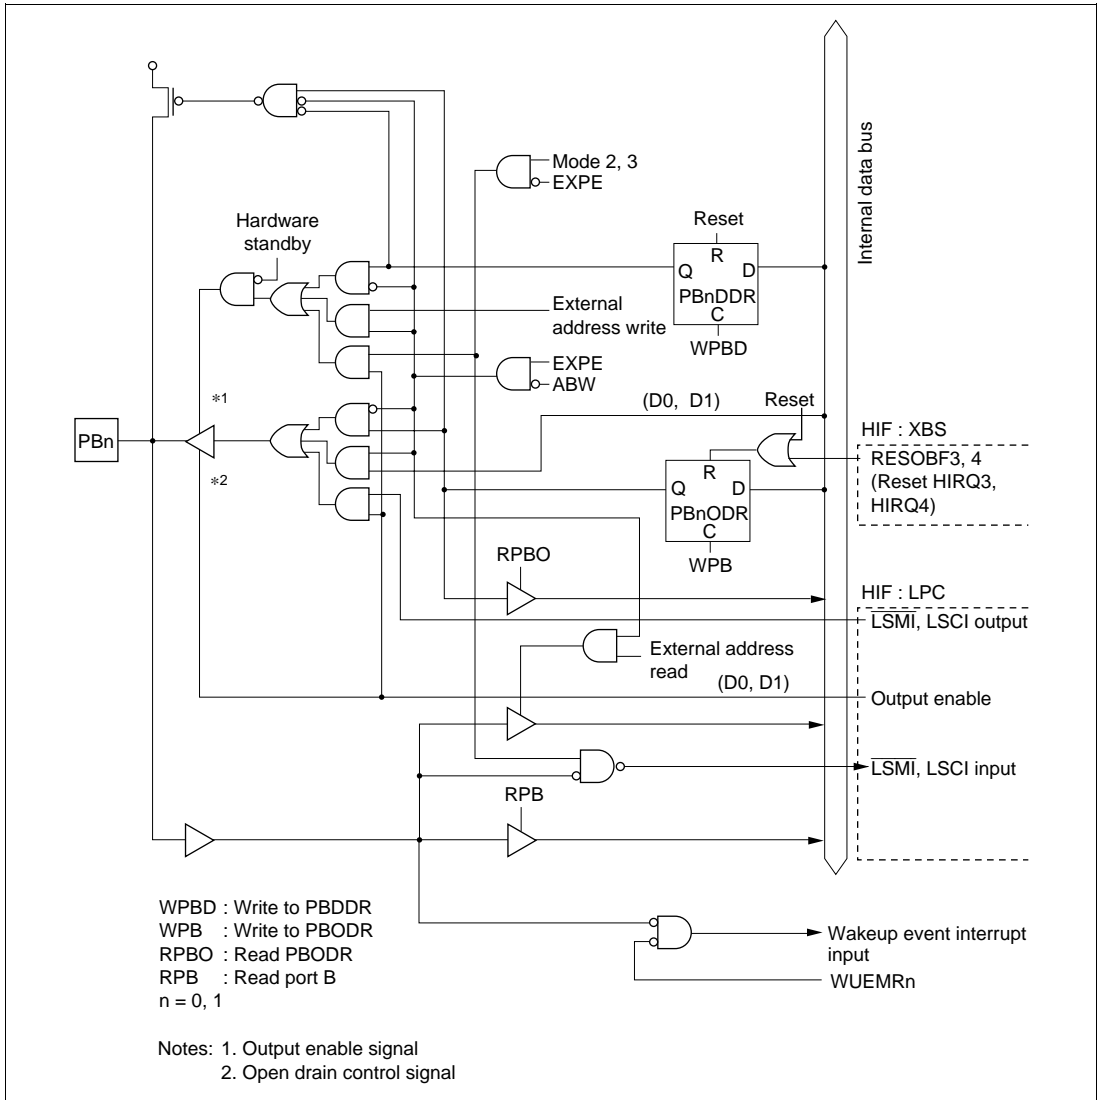 Mode 2, 3
EXPE
Internal data bus
Hardware
standby
Reset
R
Q
D
PBnDDR
C
WPBD
External
address write
EXPE
ABW
*1
(D0, D1)
Reset
HIF : XBS
PBn
RESOBF3, 4
(Reset HIRQ3,
HIRQ4)
*2
R
Q
D
PBnODR
C
WPB
RPBO
HIF : LPC
LSMI, LSCI output
External address
read
(D0, D1)
Output enable
LSMI, LSCI input
RPB
WPBD : Write to PBDDR
WPB : Write to PBODR
RPBO : Read PBODR
RPB : Read port B
n = 0, 1
Wakeup event interrupt
input
WUEMRn
Notes: 1. Output enable signal
2. Open drain control signal